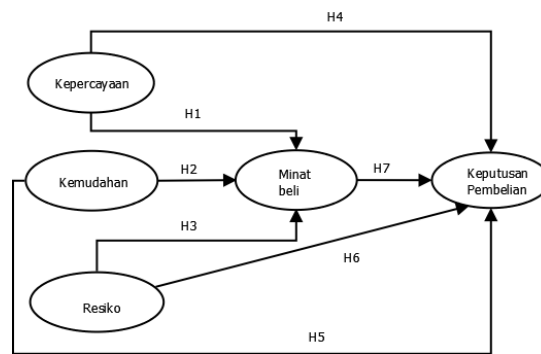 H4
Kepercayaan
H1
Kemudahan
H2
Minat
beli
H7
Keputusan
Pembelian
H3
H6
Resiko
H5